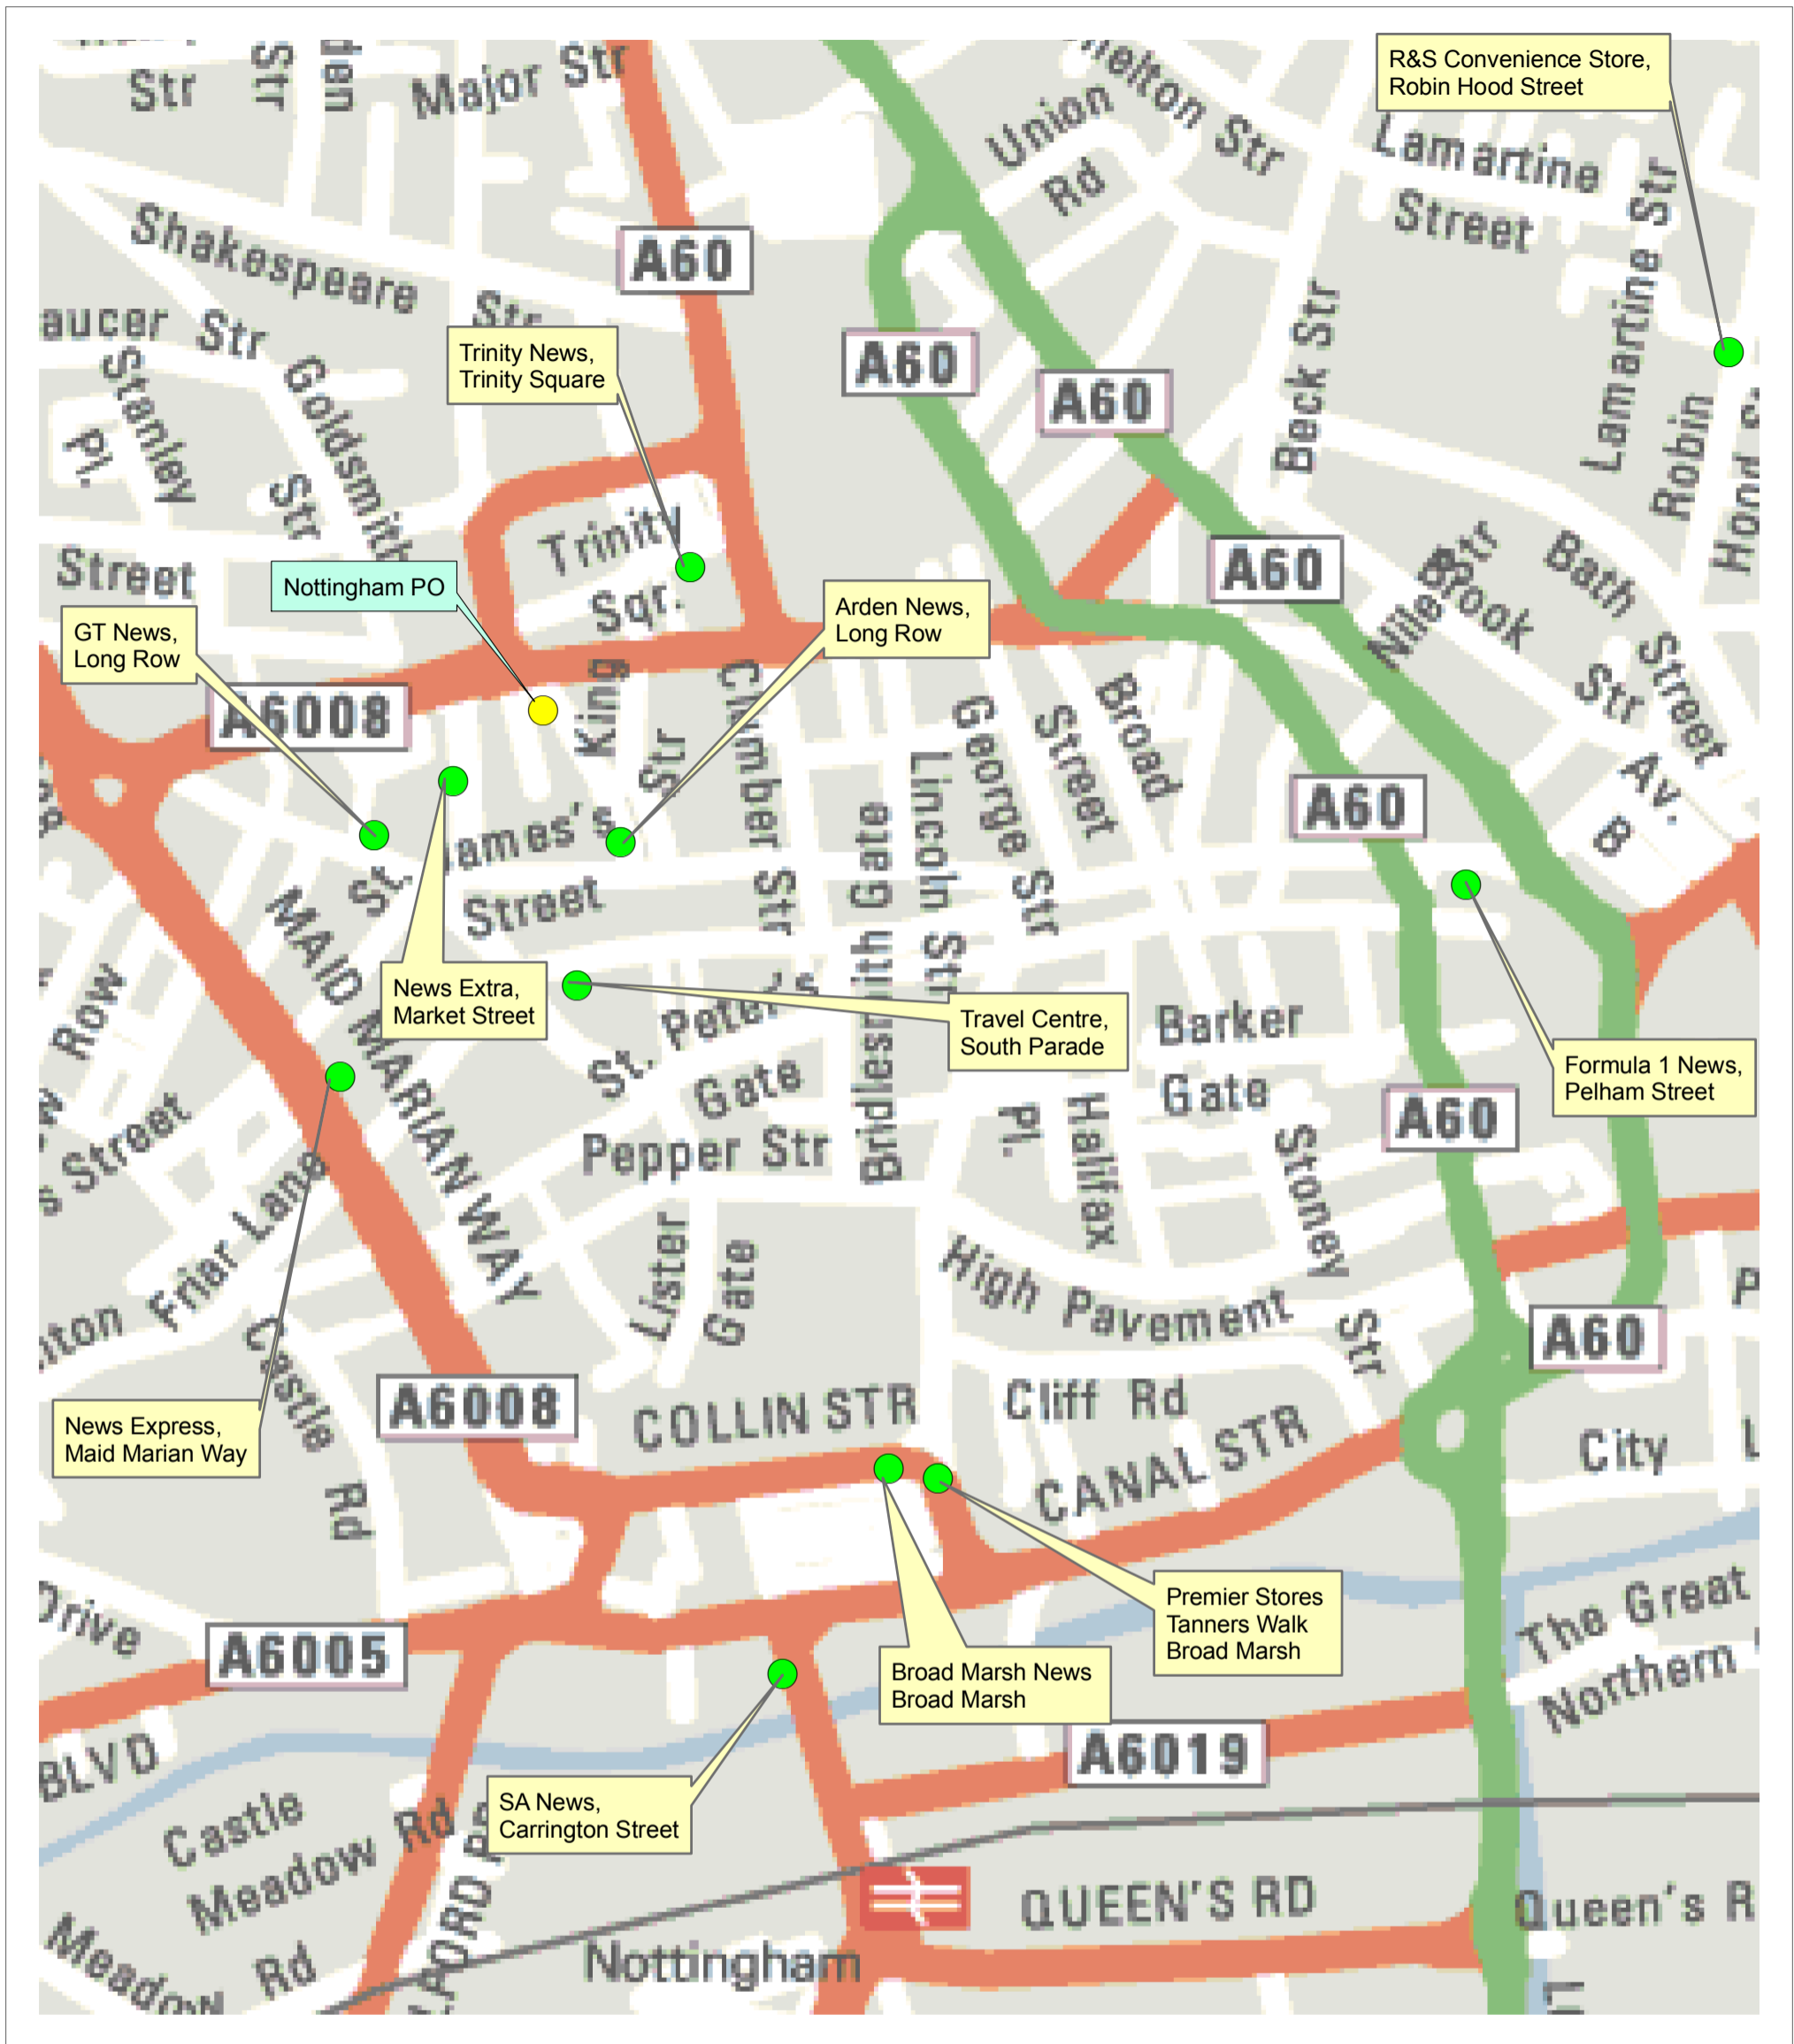 Str
Str
Major Str
Union
Rd
Shelton Str
R&S Convenience Store,
Robin Hood Street
Lamartine
Street
Lamartine Str
Shakespeare
Str
A60
aucer Str
Stanley
Pl.
Goldsmith
Str
Trinity News,
Trinity Square
A60
A60
Beck Str
Robin
Hood
Trinity
Sqr.
Street
Nottingham PO
GT News,
Long Row
Arden News,
Long Row
A60
Brook
Str
Bath Street
A6008
King
Str
Clumber Str
Lincoln Str
George Str
Broad
Street
A60
Av.
B
St. James's
Street
MAID MARIAN WAY
Row
News Extra,
Market Street
Bridlesmith Gate
St. Peter's
Gate
Travel Centre,
South Parade
Barker
Gate
Formula 1 News,
Pelham Street
A60
s Street
Pepper Str
Pl.
Halifax
Stoney
Str
Friar Lane
Lister
Gate
High Pavement
A60
Castle
Rd
A6008
COLLIN STR
Cliff Rd
CANAL STR
City
News Express,
Maid Marian Way
Drive
A6005
Premier Stores
Tanners Walk
Broad Marsh
Broad Marsh News
Broad Marsh
The Great
Northern
BLVD
A6019
SA News,
Carrington Street
Castle
Meadow Rd
QUEEN'S RD
Queen's R
Meadow Rd
Nottingham